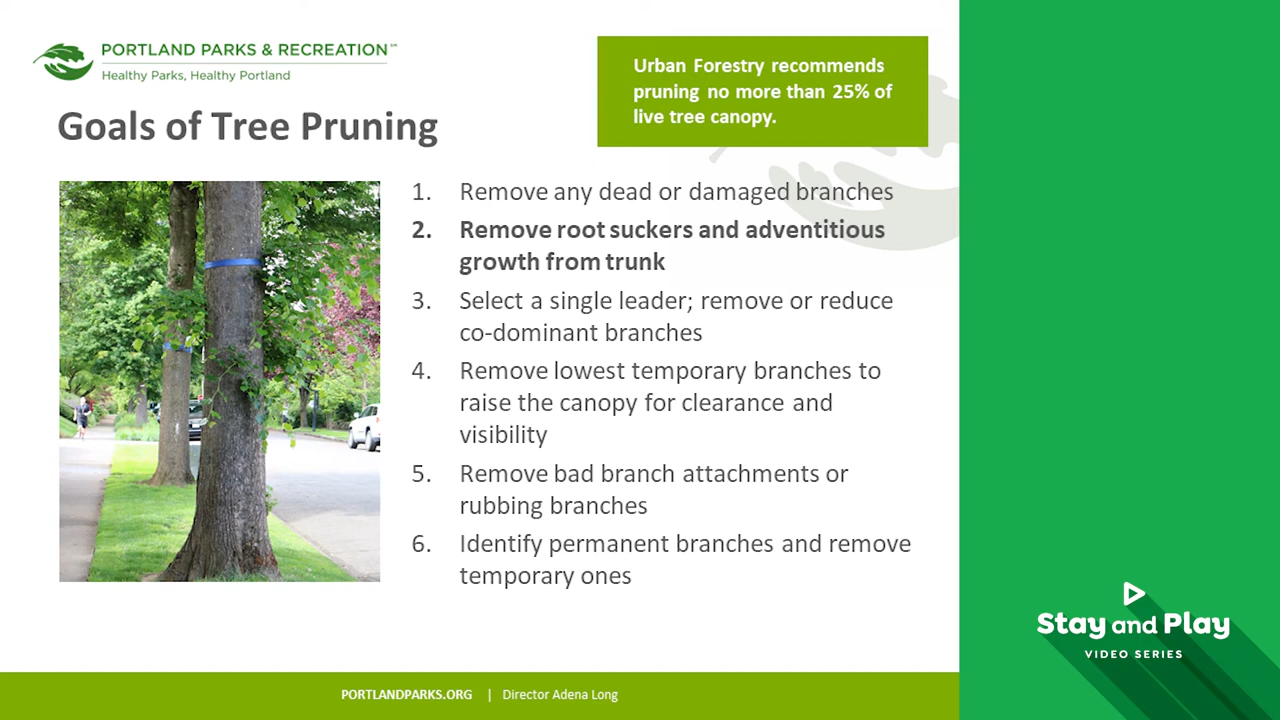 PORTLAND PARKS & RECREATION℠
Healthy Parks, Healthy Portland
Urban Forestry recommends
pruning no more than 25% of
live tree canopy.
Goals of Tree Pruning
1. Remove any dead or damaged branches
2. Remove root suckers and adventitious
growth from trunk
3. Select a single leader; remove or reduce
co-dominant branches
4. Remove lowest temporary branches to
raise the canopy for clearance and
visibility
5. Remove bad branch attachments or
rubbing branches
6. Identify permanent branches and remove
temporary ones
Stay and Play
VIDEO SERIES
PORTLANDPARKS.ORG | Director Adena Long